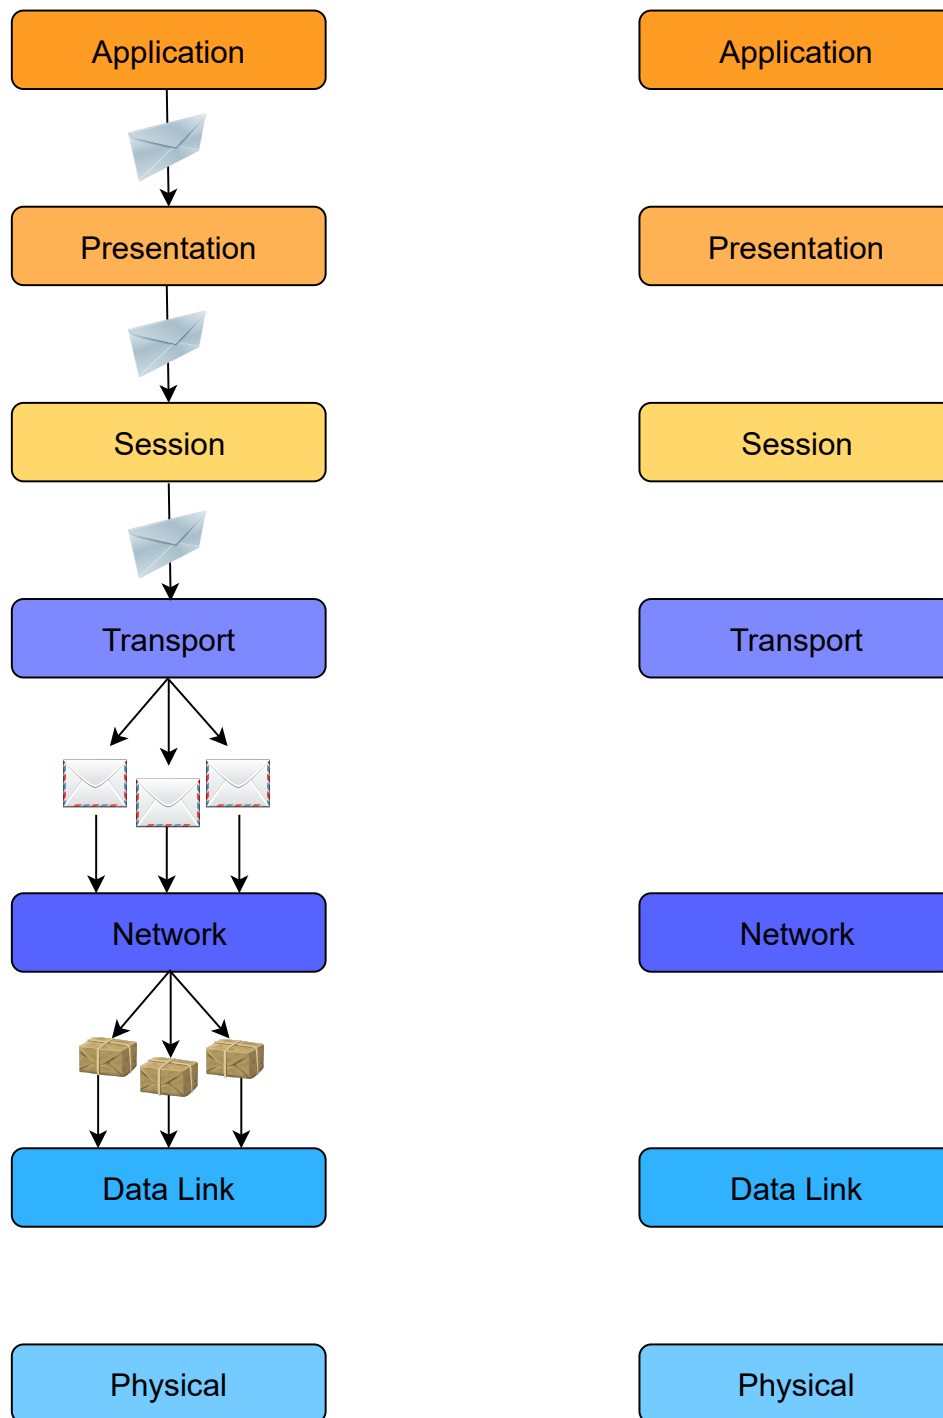 Application
Application
Presentation
Presentation
Session
Session
Transport
Transport
Network
Network
Data Link
Data Link
Physical
Physical